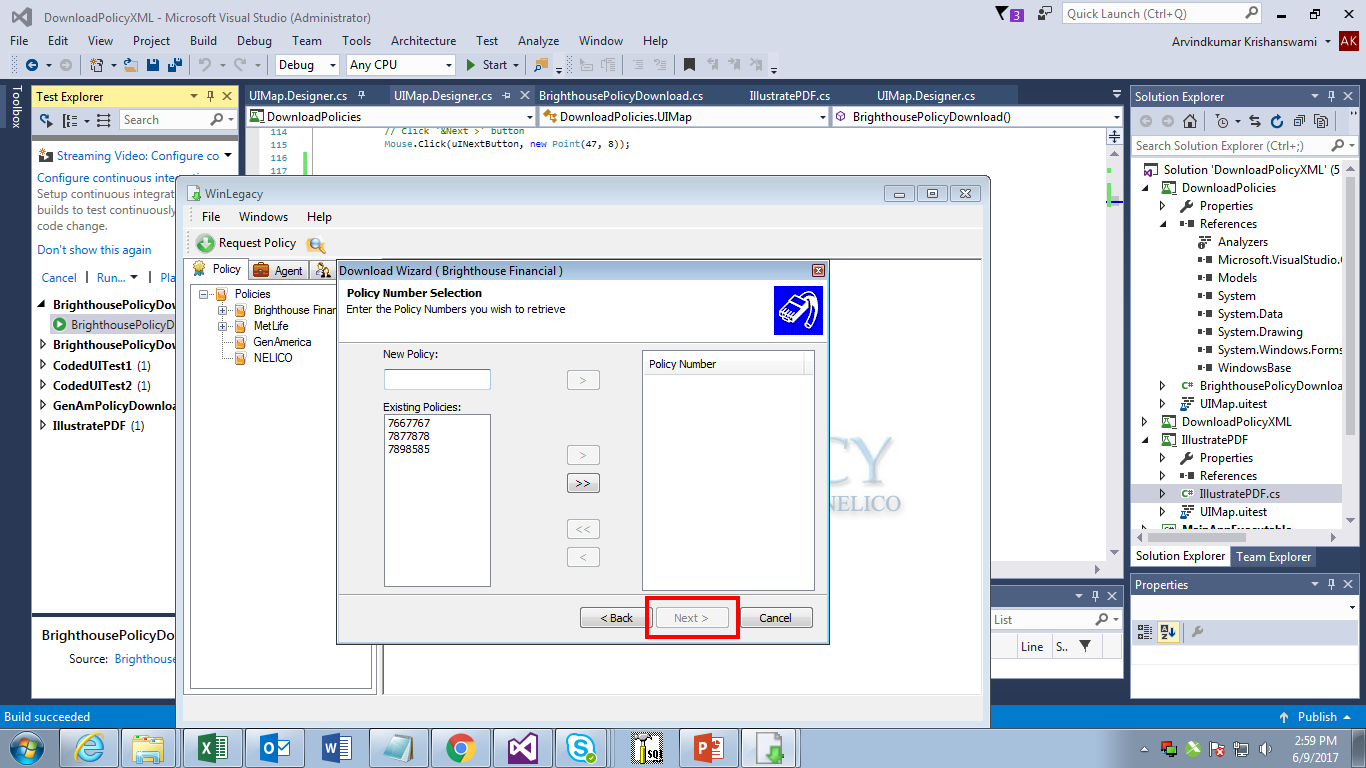 DownloadPolicyXML - Microsoft Visual Studio (Administrator)
3
Quick Launch (Ctrl+Q)
File Edit View Project Build Debug Team Tools Architecture Test Analyze Window Help
Arvindkumar Krishanswami AK
Debug Any CPU Start
Toolbox
Test Explorer
Search
Streaming Video: Configure co
Configure continuous inte
Setup continuous integrat
builds to test continuously
code change.
Don't show this again
Cancel Run... Pla
BrighthousePolicyDov
BrighthousePolicyD
BrighthousePolicyDov
CodedUITest1 (1)
CodedUITest2 (1)
GenAmPolicyDownloa
IllustratePDF (1)
BrighthousePolicyDo
Source: Brighthouse
UIMap.Designer.cs UIMap.Designer.cs BrighthousePolicyDownload.cs IllustratePDF.cs UIMap.Designer.cs
DownloadPolicies DownloadPolicies.UIMap BrighthousePolicyDownload()
114 // Click '&Next >' button
115 Mouse.Click(uINextButton, new Point(47, 8));
116
117
WinLegacy
File Windows Help
Request Policy
Policy Agent
Policies
Brighthouse Finar
MetLife
GenAmerica
NELICO
CY
NELICO
Download Wizard ( Brighthouse Financial )
Policy Number Selection
Enter the Policy Numbers you wish to retrieve
New Policy:
>
Existing Policies:
7667767
7877878
7898585
>
>>
<<
<
Policy Number
< Back Next > Cancel
Solution Explorer
Search Solution Explorer (Ctrl+;)
Solution 'DownloadPolicyXML' (5
DownloadPolicies
Properties
References
Analyzers
Microsoft.VisualStudio.
Models
System
System.Data
System.Drawing
System.Windows.Forms
WindowsBase
C# BrighthousePolicyDownloa
UIMap.uitest
DownloadPolicyXML
IllustratePDF
Properties
References
C# IllustratePDF.cs
UIMap.uitest
MainAppExecutable
Solution Explorer Team Explorer
Properties
List
Line S..
Build succeeded
Publish
2:59 PM
6/9/2017